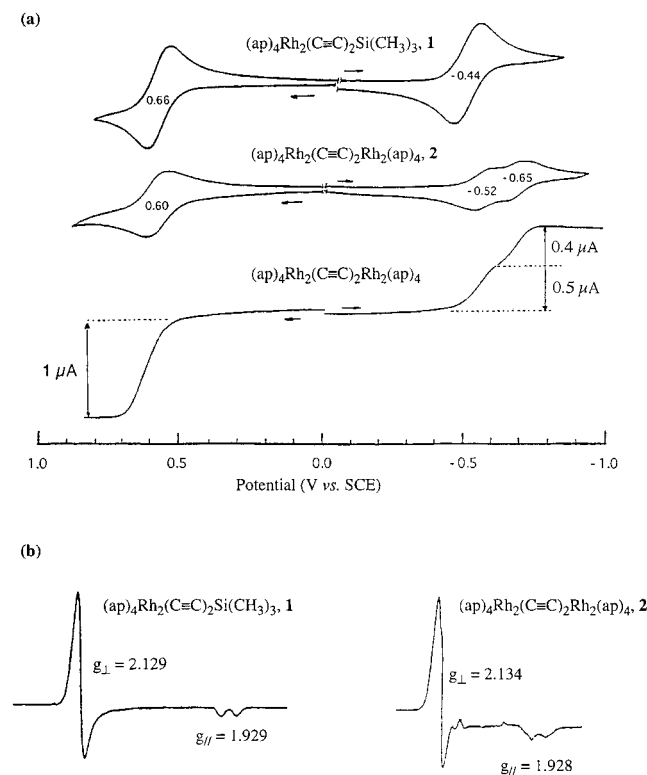 (a)
(ap)₄Rh₂(C≡C)₂Si(CH₃)₃, 1
0.66
-0.44
(ap)₄Rh₂(C≡C)₂Rh₂(ap)₄, 2
0.60
-0.52
-0.65
(ap)₄Rh₂(C≡C)₂Rh₂(ap)₄
0.4 μA
0.5 μA
1 μA
1.0 0.5 0.0 -0.5 -1.0
Potential (V vs. SCE)
(b)
(ap)₄Rh₂(C≡C)₂Si(CH₃)₃, 1
g⊥ = 2.129
g// = 1.929
(ap)₄Rh₂(C≡C)₂Rh₂(ap)₄, 2
g⊥ = 2.134
g// = 1.928